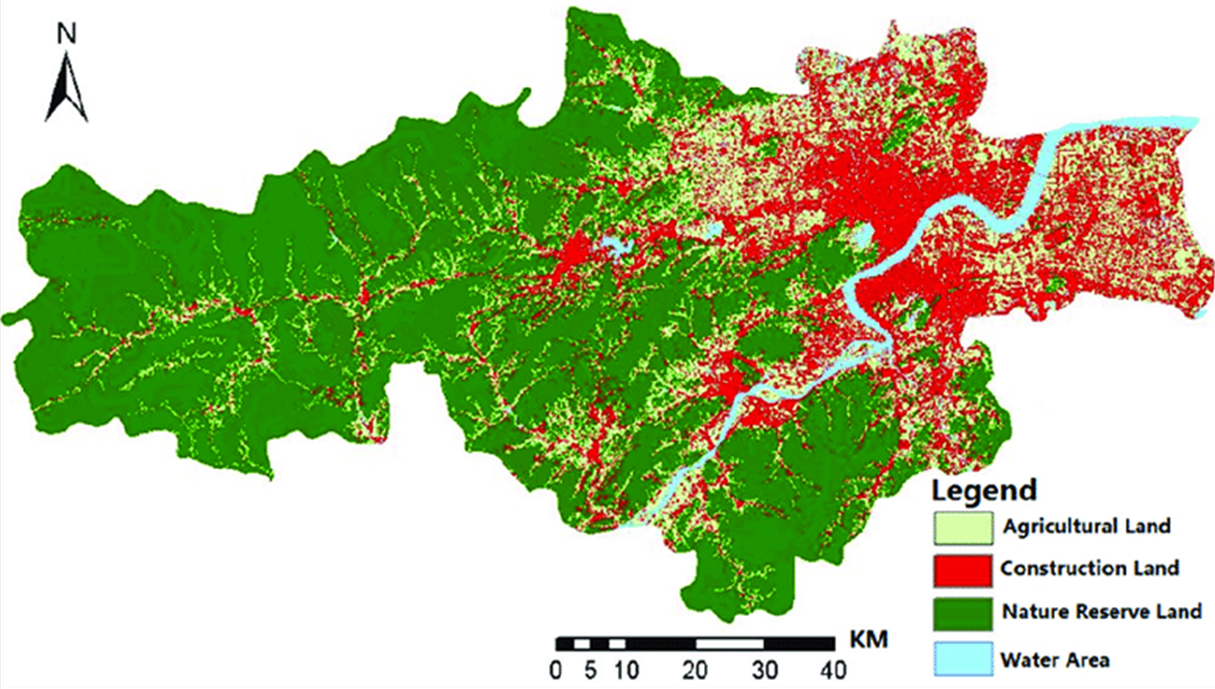 N
Legend
Agricultural Land
Construction Land
Nature Reserve Land
Water Area
KM
0 5 10 20 30 40